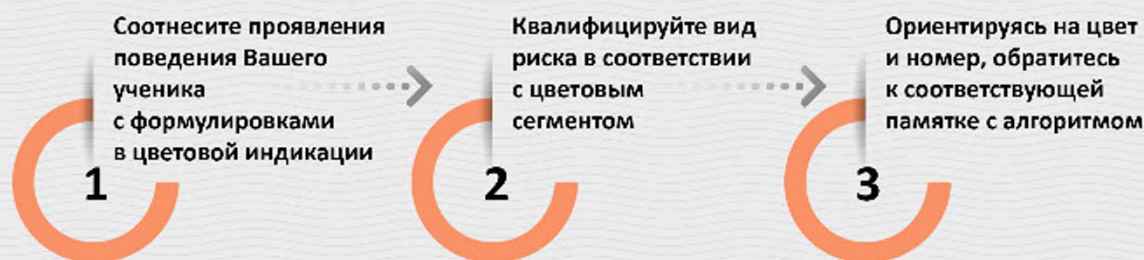 Соотнесите проявления
поведения Вашего
ученика
с формулировками
в цветовой индикации
1
Квалифицируйте вид
риска в соответствии
с цветовым
сегментом
2
Ориентируясь на цвет
и номер, обратитесь
к соответствующей
памятке с алгоритмом
3